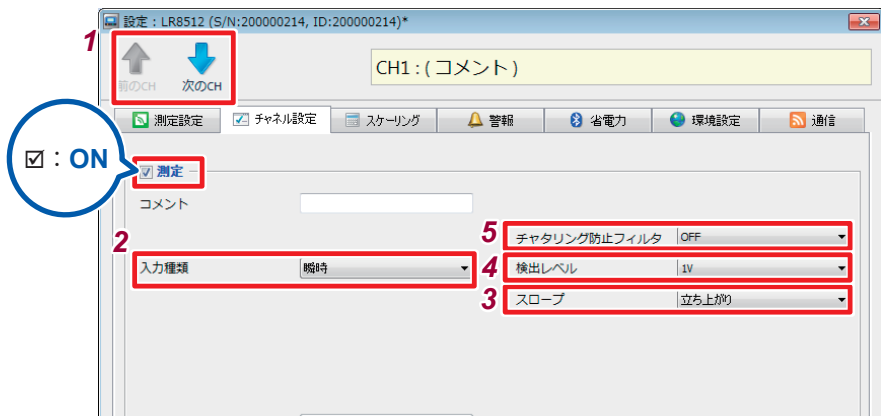 設定：LR8512 (S/N:200000214, ID:200000214)*
1
前のCH 次のCH
CH1：(コメント)
測定設定 チャネル設定 スケーリング 警報 省電力 環境設定 通信
☑：ON
測定
コメント
5 チャタリング防止フィルタ OFF
2 入力種類 瞬時
4 検出レベル 1V
3 スロープ 立ち上がり